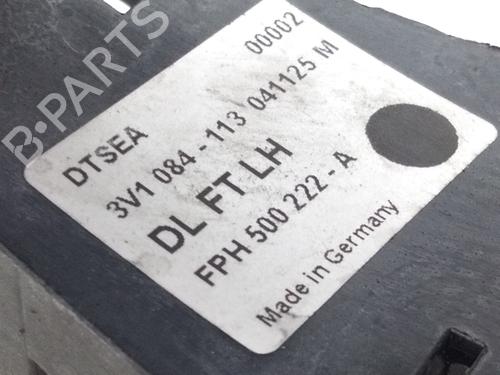 B·PARTS
DTSEA 00002
3V1 084 - 113 041125 M
DL FT LH
FPH 500 222 - A
Made in Germany